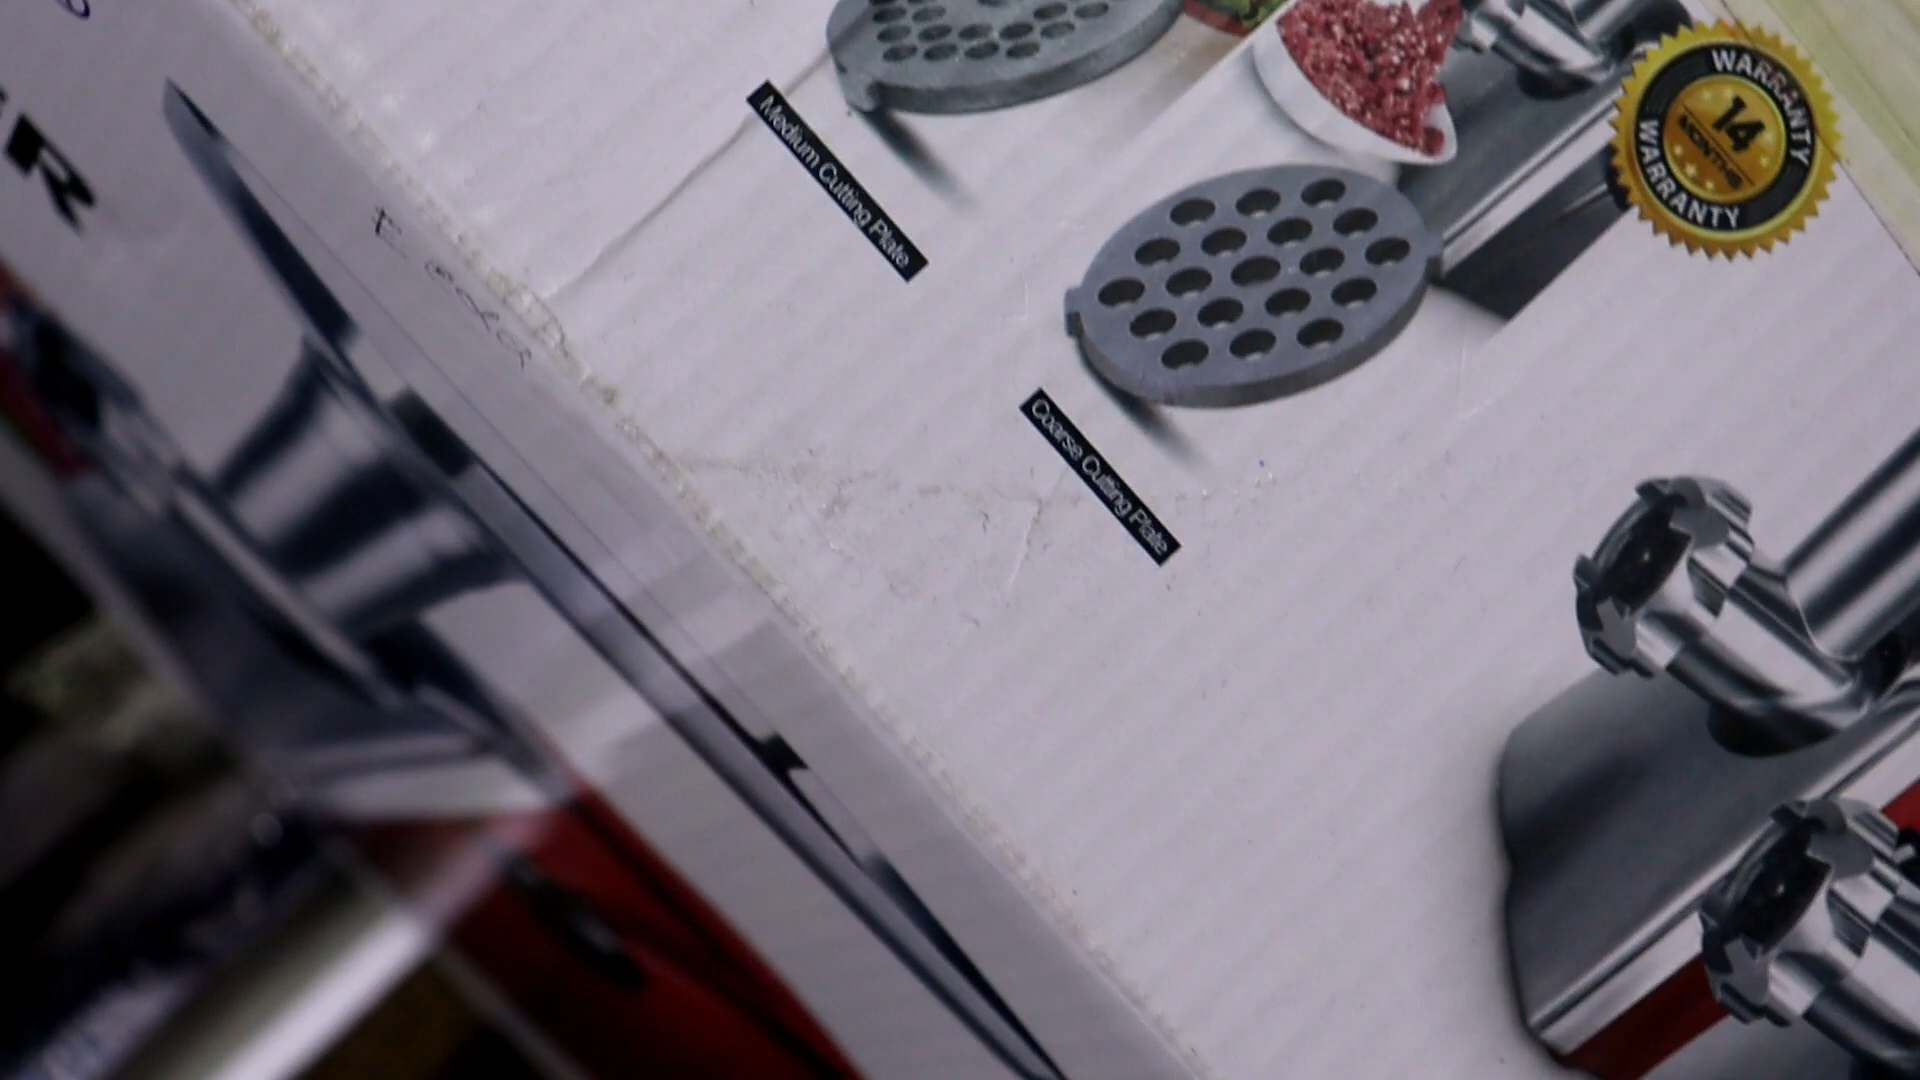 R
Medium Cutting Plate
Coarse Cutting Plate
WARRANTY
14
MONTHS
WARRANTY